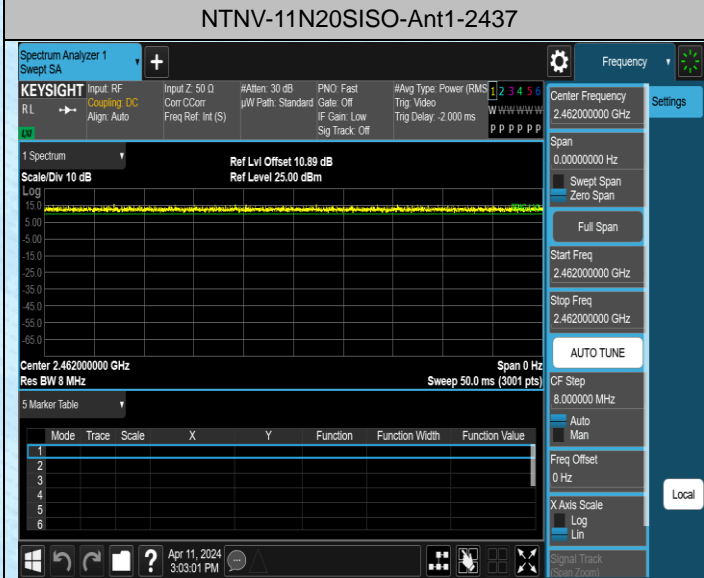 NTNV-11N20SISO-Ant1-2437
Spectrum Analyzer 1
Swept SA
Frequency
KEYSIGHT
RL
LXI
Input: RF
Coupling: DC
Align: Auto
Input Z: 50 Ω
Corr CCorr
Freq Ref: Int (S)
#Atten: 30 dB
µW Path: Standard
PNO: Fast
Gate: Off
IF Gain: Low
Sig Track: Off
#Avg Type: Power (RMS
Trig: Video
Trig Delay: -2.000 ms
1 2 3 4 5 6
W W W W W W
P P P P P P
1 Spectrum
Scale/Div 10 dB
Ref Lvl Offset 10.89 dB
Ref Level 25.00 dBm
Log
15.0
5.00
-5.00
-15.0
-25.0
-35.0
-45.0
-55.0
-65.0
Center 2.462000000 GHz
Res BW 8 MHz
Span 0 Hz
Sweep 50.0 ms (3001 pts)
5 Marker Table
Mode Trace Scale X Y Function Function Width Function Value
1
2
3
4
5
6
Apr 11, 2024
3:03:01 PM
Center Frequency
2.462000000 GHz
Settings
Span
0.00000000 Hz
Swept Span
Zero Span
Full Span
Start Freq
2.462000000 GHz
Stop Freq
2.462000000 GHz
AUTO TUNE
CF Step
8.000000 MHz
Auto
Man
Freq Offset
0 Hz
X Axis Scale
Log
Lin
Signal Track
(Span Zoom)
Local